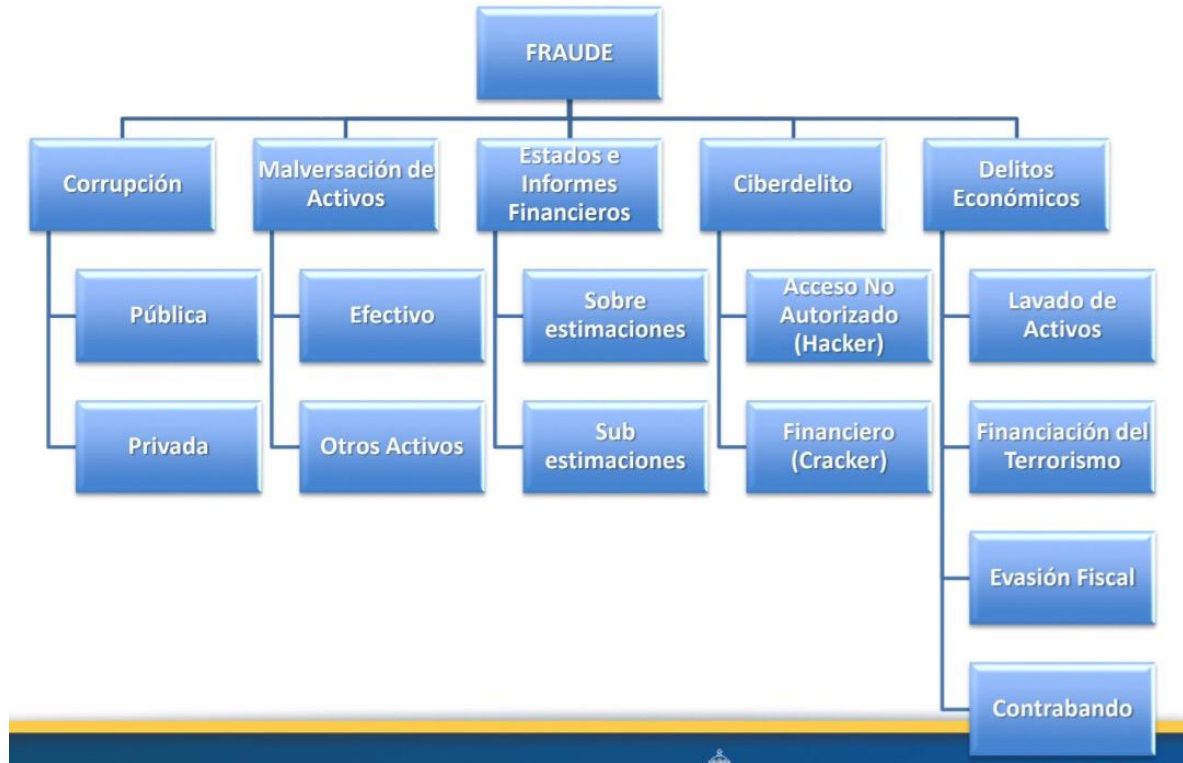 FRAUDE
Corrupción
Malversación de
Activos
Estados e
Informes
Financieros
Ciberdelito
Delitos
Económicos
Pública
Efectivo
Sobre
estimaciones
Acceso No
Autorizado
(Hacker)
Lavado de
Activos
Privada
Otros Activos
Sub
estimaciones
Financiero
(Cracker)
Financiación del
Terrorismo
Evasión Fiscal
Contrabando